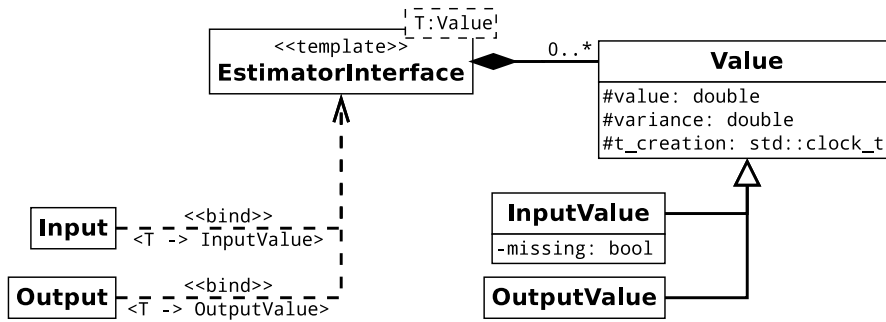 T:Value
<<template>>
EstimatorInterface
0..*
Value
#value: double
#variance: double
#t_creation: std::clock_t
InputValue
-missing: bool
OutputValue
Input
<<bind>>
<T -> InputValue>
Output
<<bind>>
<T -> OutputValue>